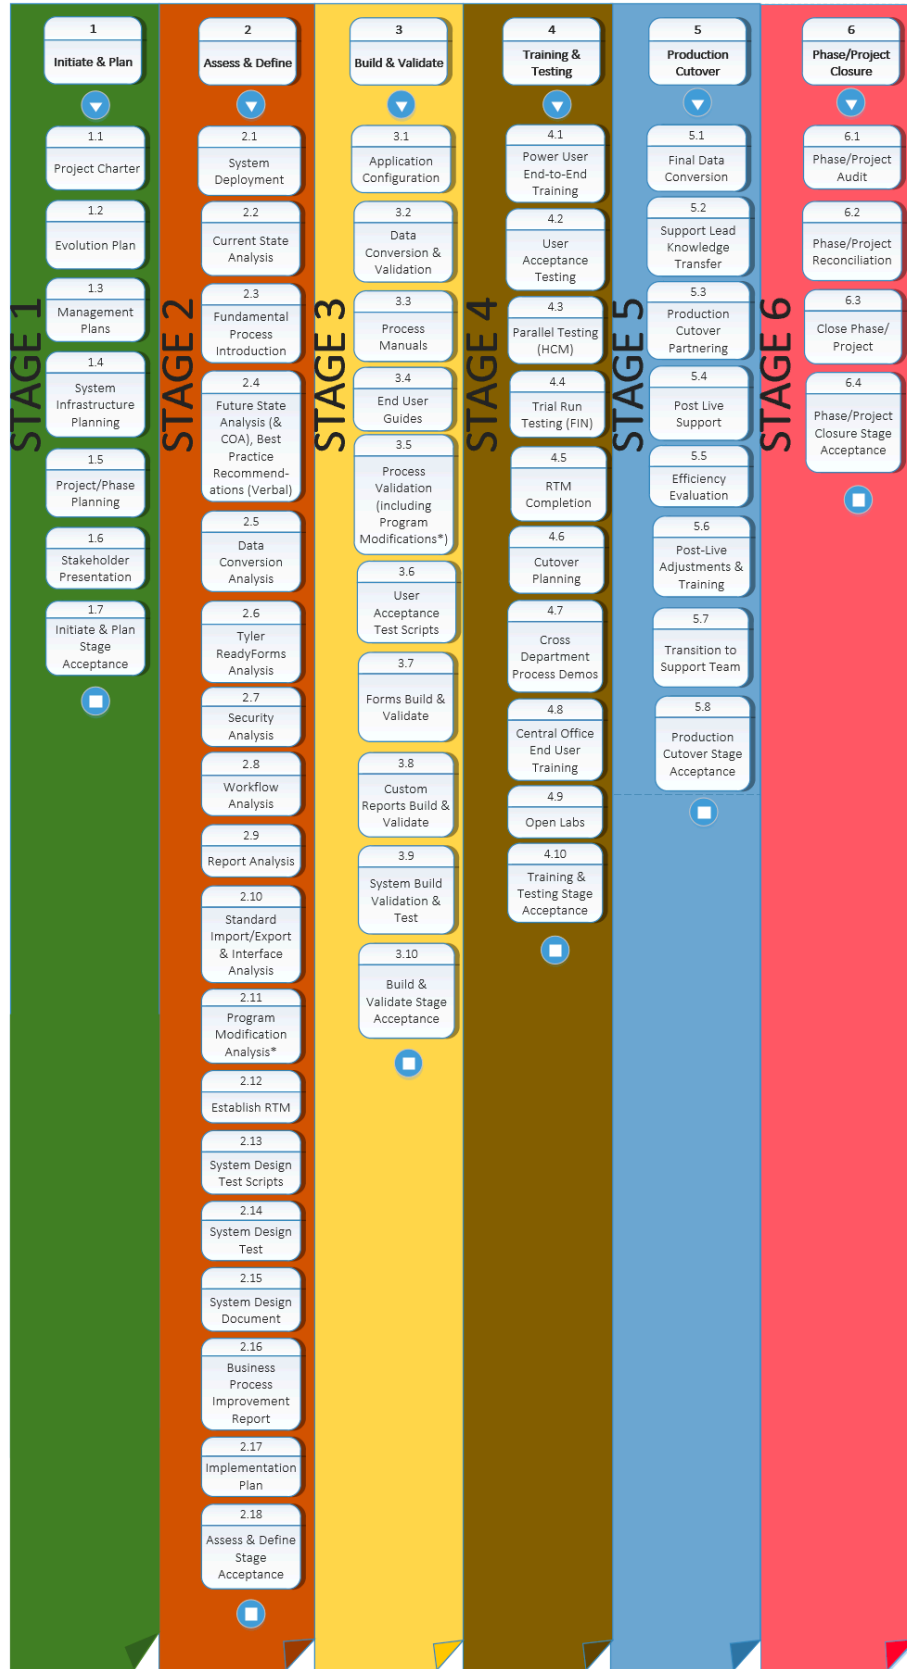 STAGE 1
1
Initiate & Plan
1.1
Project Charter
1.2
Evolution Plan
1.3
Management
Plans
1.4
System
Infrastructure
Planning
1.5
Project/Phase
Planning
1.6
Stakeholder
Presentation
1.7
Initiate & Plan
Stage
Acceptance
STAGE 2
2
Assess & Define
2.1
System
Deployment
2.2
Current State
Analysis
2.3
Fundamental
Process
Introduction
2.4
Future State
Analysis (&
COA), Best
Practice
Recommend-
ations (Verbal)
2.5
Data
Conversion
Analysis
2.6
Tyler
ReadyForms
Analysis
2.7
Security
Analysis
2.8
Workflow
Analysis
2.9
Report Analysis
2.10
Standard
Import/Export
& Interface
Analysis
2.11
Program
Modification
Analysis*
2.12
Establish RTM
2.13
System Design
Test Scripts
2.14
System Design
Test
2.15
System Design
Document
2.16
Business
Process
Improvement
Report
2.17
Implementation
Plan
2.18
Assess & Define
Stage
Acceptance
STAGE 3
3
Build & Validate
3.1
Application
Configuration
3.2
Data
Conversion &
Validation
3.3
Process
Manuals
3.4
End User
Guides
3.5
Process
Validation
(including
Program
Modifications*)
3.6
User
Acceptance
Test Scripts
3.7
Forms Build &
Validate
3.8
Custom
Reports Build &
Validate
3.9
System Build
Validation &
Test
3.10
Build &
Validate Stage
Acceptance
STAGE 4
4
Training &
Testing
4.1
Power User
End-to-End
Training
4.2
User
Acceptance
Testing
4.3
Parallel Testing
(HCM)
4.4
Trial Run
Testing (FIN)
4.5
RTM
Completion
4.6
Cutover
Planning
4.7
Cross
Department
Process Demos
4.8
Central Office
End User
Training
4.9
Open Labs
4.10
Training &
Testing Stage
Acceptance
STAGE 5
5
Production
Cutover
5.1
Final Data
Conversion
5.2
Support Lead
Knowledge
Transfer
5.3
Production
Cutover
Partnering
5.4
Post Live
Support
5.5
Efficiency
Evaluation
5.6
Post-Live
Adjustments &
Training
5.7
Transition to
Support Team
5.8
Production
Cutover Stage
Acceptance
STAGE 6
6
Phase/Project
Closure
6.1
Phase/Project
Audit
6.2
Phase/Project
Reconciliation
6.3
Close Phase/
Project
6.4
Phase/Project
Closure Stage
Acceptance